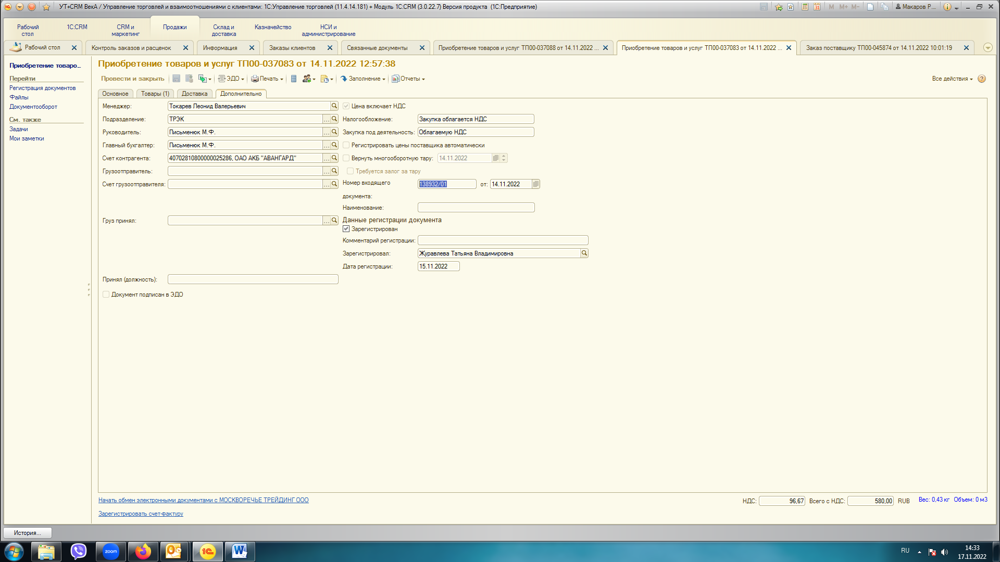 УТ+CRM ВехА / Управление торговлей и взаимоотношениями с клиентами: 1С:Управление торговлей (11.4.14.181) + Модуль 1С:CRM (3.0.22.7) Версия продукта (1С:Предприятие)
M M+ M- Макаров Р...
Рабочий стол
1С:CRM
CRM и маркетинг
Продажи
Склад и доставка
Казначейство
НСИ и администрирование
Рабочий стол
Контроль заказов и расценок
Информация
Заказы клиентов
Связанные документы
Приобретение товаров и услуг ТП00-037088 от 14.11.2022 ...
Приобретение товаров и услуг ТП00-037083 от 14.11.2022 ...
Заказ поставщику ТП00-045874 от 14.11.2022 10:01:19
Приобретение товаро...
Перейти
Регистрация документов
Файлы
Документооборот
См. также
Задачи
Мои заметки
Приобретение товаров и услуг ТП00-037083 от 14.11.2022 12:57:38
Провести и закрыть ЭДО Печать Заполнение Отчеты Все действия
Основное Товары (1) Доставка Дополнительно
Менеджер: Токарев Леонид Валерьевич
Подразделение: ТРЭК
Руководитель: Письменюк М.Ф.
Главный бухгалтер: Письменюк М.Ф.
Счет контрагента: 40702810800000025286, ОАО АКБ "АВАНГАРД"
Грузоотправитель:
Счет грузоотправителя:
Груз принял:
Принял (должность):
Документ подписан в ЭДО
Цена включает НДС
Налогообложение: Закупка облагается НДС
Закупка под деятельность: Облагаемую НДС
Регистрировать цены поставщика автоматически
Вернуть многооборотную тару: 14.11.2022
Требуется залог за тару
Номер входящего документа: 138932/01 от: 14.11.2022
Наименование:
Данные регистрации документа
Зарегистрирован
Комментарий регистрации:
Зарегистрировал: Журавлева Татьяна Владимировна
Дата регистрации: 15.11.2022
Начать обмен электронными документами с МОСКВОРЕЧЬЕ ТРЕЙДИНГ ООО
НДС: 96,67 Всего с НДС: 580,00 RUB Вес: 0,43 кг Объем: 0 м3
Зарегистрировать счет-фактуру
История...
zoom
RU
14:33
17.11.2022